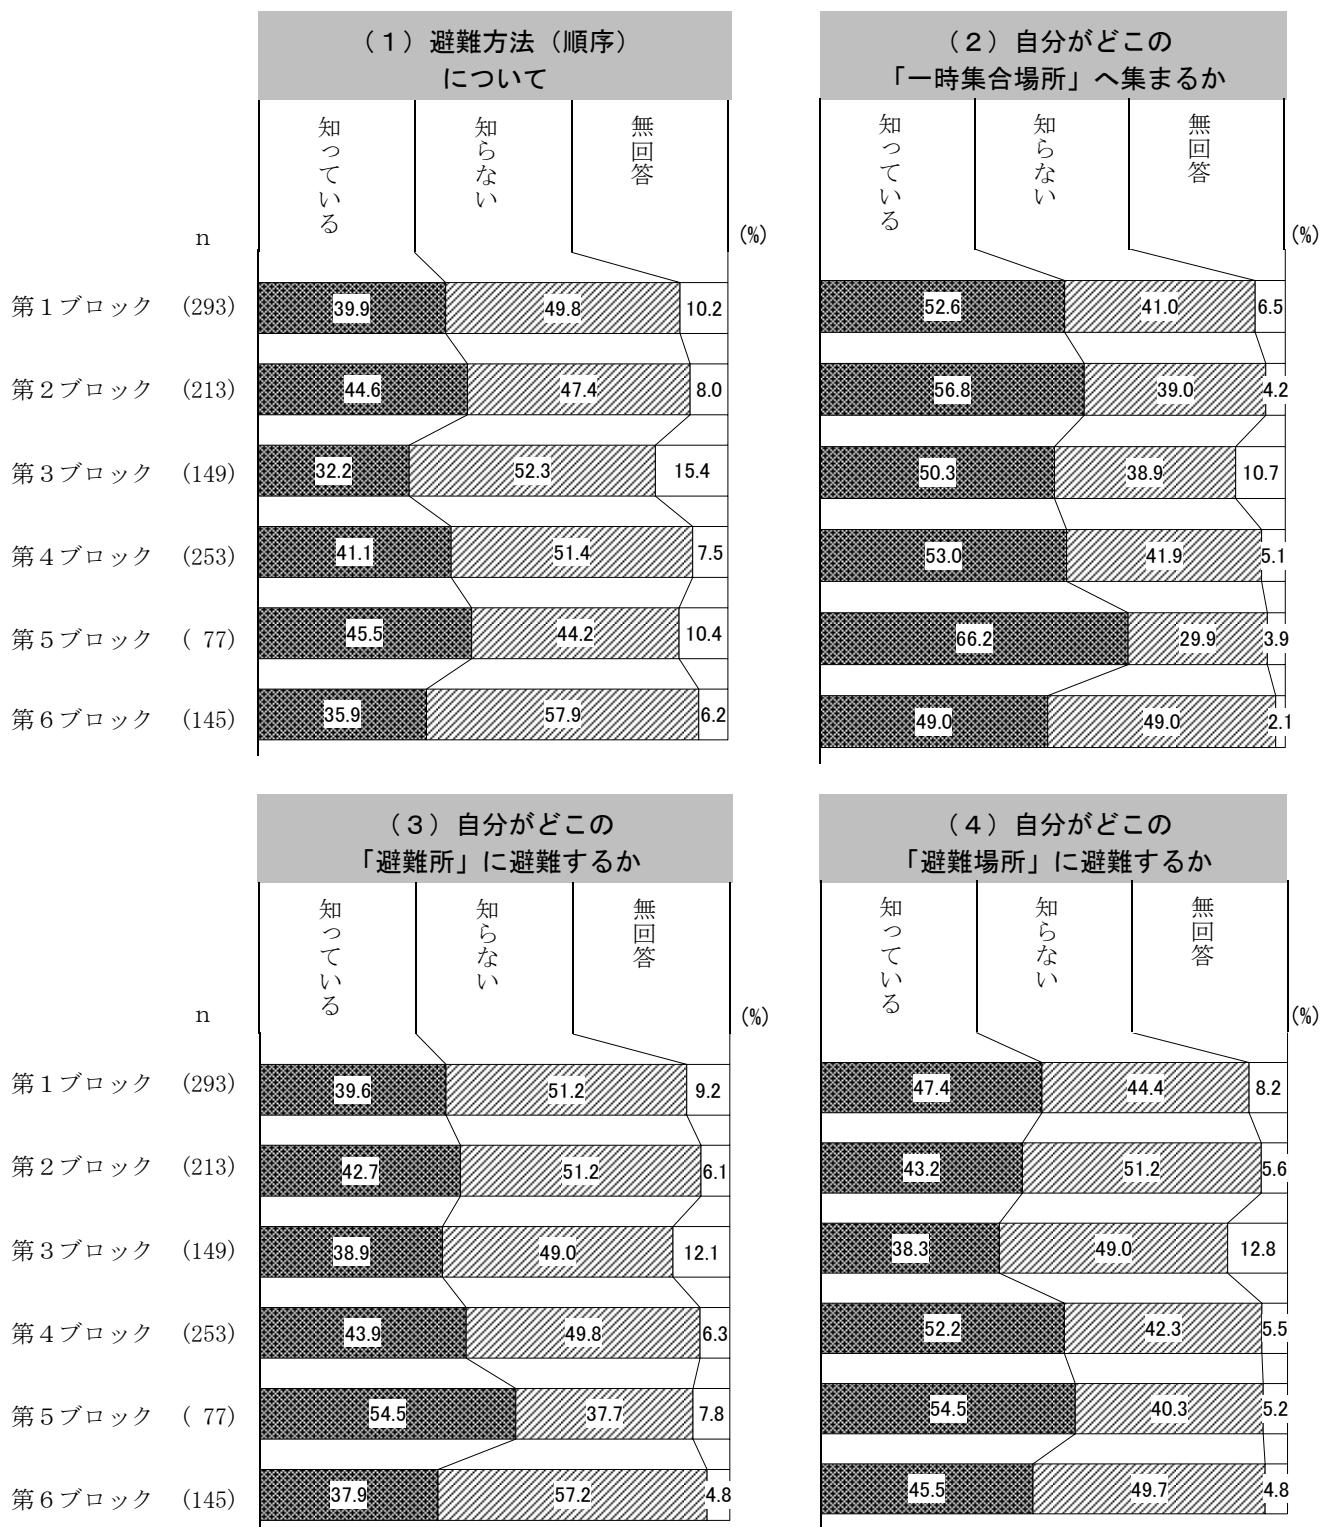 （１）避難方法（順序）
について
知っている
知らない
無回答
n
(%)
第１ブロック (293) 39.9 49.8 10.2
第２ブロック (213) 44.6 47.4 8.0
第３ブロック (149) 32.2 52.3 15.4
第４ブロック (253) 41.1 51.4 7.5
第５ブロック ( 77) 45.5 44.2 10.4
第６ブロック (145) 35.9 57.9 6.2
（２）自分がどこの
「一時集合場所」へ集まるか
知っている
知らない
無回答
(%)
52.6 41.0 6.5
56.8 39.0 4.2
50.3 38.9 10.7
53.0 41.9 5.1
66.2 29.9 3.9
49.0 49.0 2.1
（３）自分がどこの
「避難所」に避難するか
知っている
知らない
無回答
n
(%)
第１ブロック (293) 39.6 51.2 9.2
第２ブロック (213) 42.7 51.2 6.1
第３ブロック (149) 38.9 49.0 12.1
第４ブロック (253) 43.9 49.8 6.3
第５ブロック ( 77) 54.5 37.7 7.8
第６ブロック (145) 37.9 57.2 4.8
（４）自分がどこの
「避難場所」に避難するか
知っている
知らない
無回答
(%)
47.4 44.4 8.2
43.2 51.2 5.6
38.3 49.0 12.8
52.2 42.3 5.5
54.5 40.3 5.2
45.5 49.7 4.8